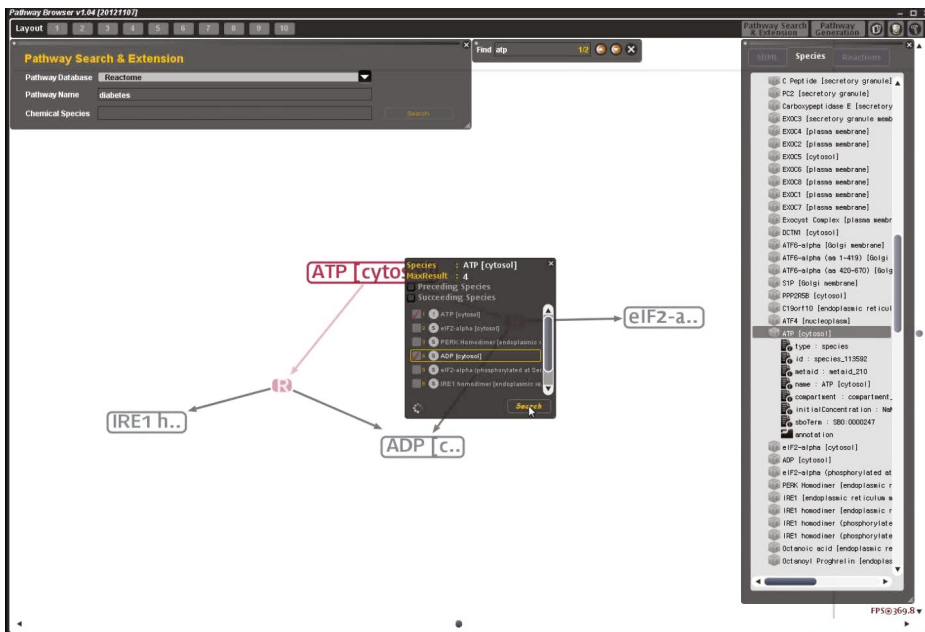 Pathway Browser v1.04 [20121107]
Layout 1 2 3 4 5 6 7 8 9 10
Pathway Search & Extension
Pathway Generation
Pathway Search & Extension
Pathway Database Reactome
Pathway Name diabetes
Chemical Species
Search
Find atp 1/2
SBML Species Reactions
C Peptide [secretory granule]
PC2 [secretory granule]
Carboxypeptidase E [secretory
EXOC3 [secretory granule memb
EXOC4 [plasma membrane]
EXOC2 [plasma membrane]
EXOC5 [cytosol]
EXOC6 [plasma membrane]
EXOC8 [plasma membrane]
EXOC1 [plasma membrane]
EXOC7 [plasma membrane]
Exocyst Complex [plasma membr
DCTN1 [cytosol]
ATF6-alpha [Golgi membrane]
ATF6-alpha (aa 1-419) [Golgi
ATF6-alpha (aa 420-670) [Golg
S1P [Golgi membrane]
PPP2R5B [cytosol]
C19orf10 [endoplasmic reticul
ATF4 [nucleoplasm]
ATP [cytosol]
type : species
id : species_113592
metaid : metaid_210
name : ATP [cytosol]
compartment : compartment_
initialConcentration : NaN
sboTerm : SBO:0000247
annotation
eIF2-alpha [cytosol]
ADP [cytosol]
eIF2-alpha (phosphorylated at
PERK Homodimer [endoplasmic r
IRE1 [endoplasmic reticulum m
IRE1 homodimer [endoplasmic r
IRE1 homodimer (phosphorylate
IRE1 homodimer (phosphorylate
Octanoic acid [endoplasmic re
Octanoyl Proghrelin [endoplas
ATP [cytos
Species : ATP [cytosol]
MaxResult : 4
Preceding Species
Succeeding Species
1 ATP [cytosol]
2 S eIF2-alpha [cytosol]
3 S PERK Homodimer [endoplasmic r
4 S ADP [cytosol]
5 S eIF2-alpha (phosphorylated at Ser
6 S IRE1 homodimer [endoplasmic re
Search
eIF2-a..
R
IRE1 h..
ADP [c..
FPS@369.8